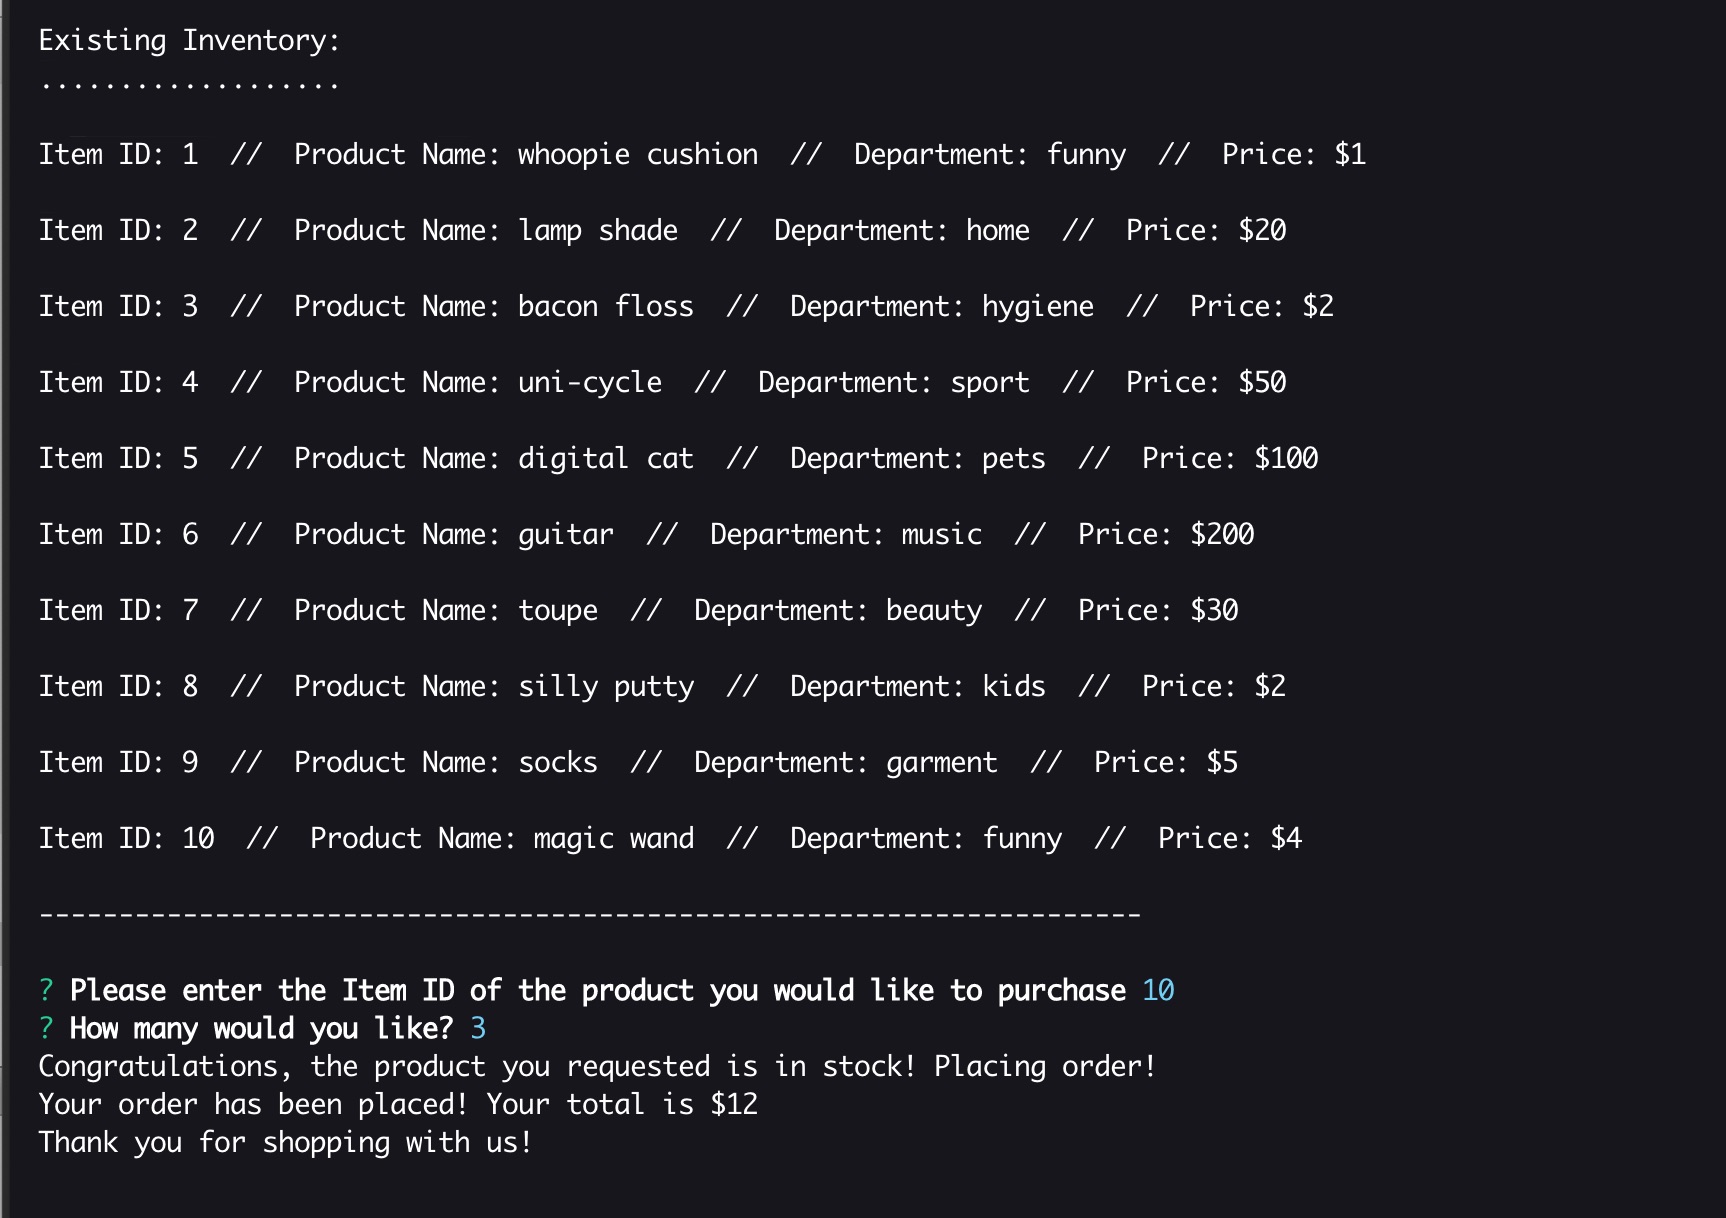 Existing Inventory:
...................
Item ID: 1  //  Product Name: whoopie cushion  //  Department: funny  //  Price: $1
Item ID: 2  //  Product Name: lamp shade  //  Department: home  //  Price: $20
Item ID: 3  //  Product Name: bacon floss  //  Department: hygiene  //  Price: $2
Item ID: 4  //  Product Name: uni-cycle  //  Department: sport  //  Price: $50
Item ID: 5  //  Product Name: digital cat  //  Department: pets  //  Price: $100
Item ID: 6  //  Product Name: guitar  //  Department: music  //  Price: $200
Item ID: 7  //  Product Name: toupe  //  Department: beauty  //  Price: $30
Item ID: 8  //  Product Name: silly putty  //  Department: kids  //  Price: $2
Item ID: 9  //  Product Name: socks  //  Department: garment  //  Price: $5
Item ID: 10  //  Product Name: magic wand  //  Department: funny  //  Price: $4
---------------------------------------------------------------------
? Please enter the Item ID of the product you would like to purchase 10
? How many would you like? 3
Congratulations, the product you requested is in stock! Placing order!
Your order has been placed! Your total is $12
Thank you for shopping with us!